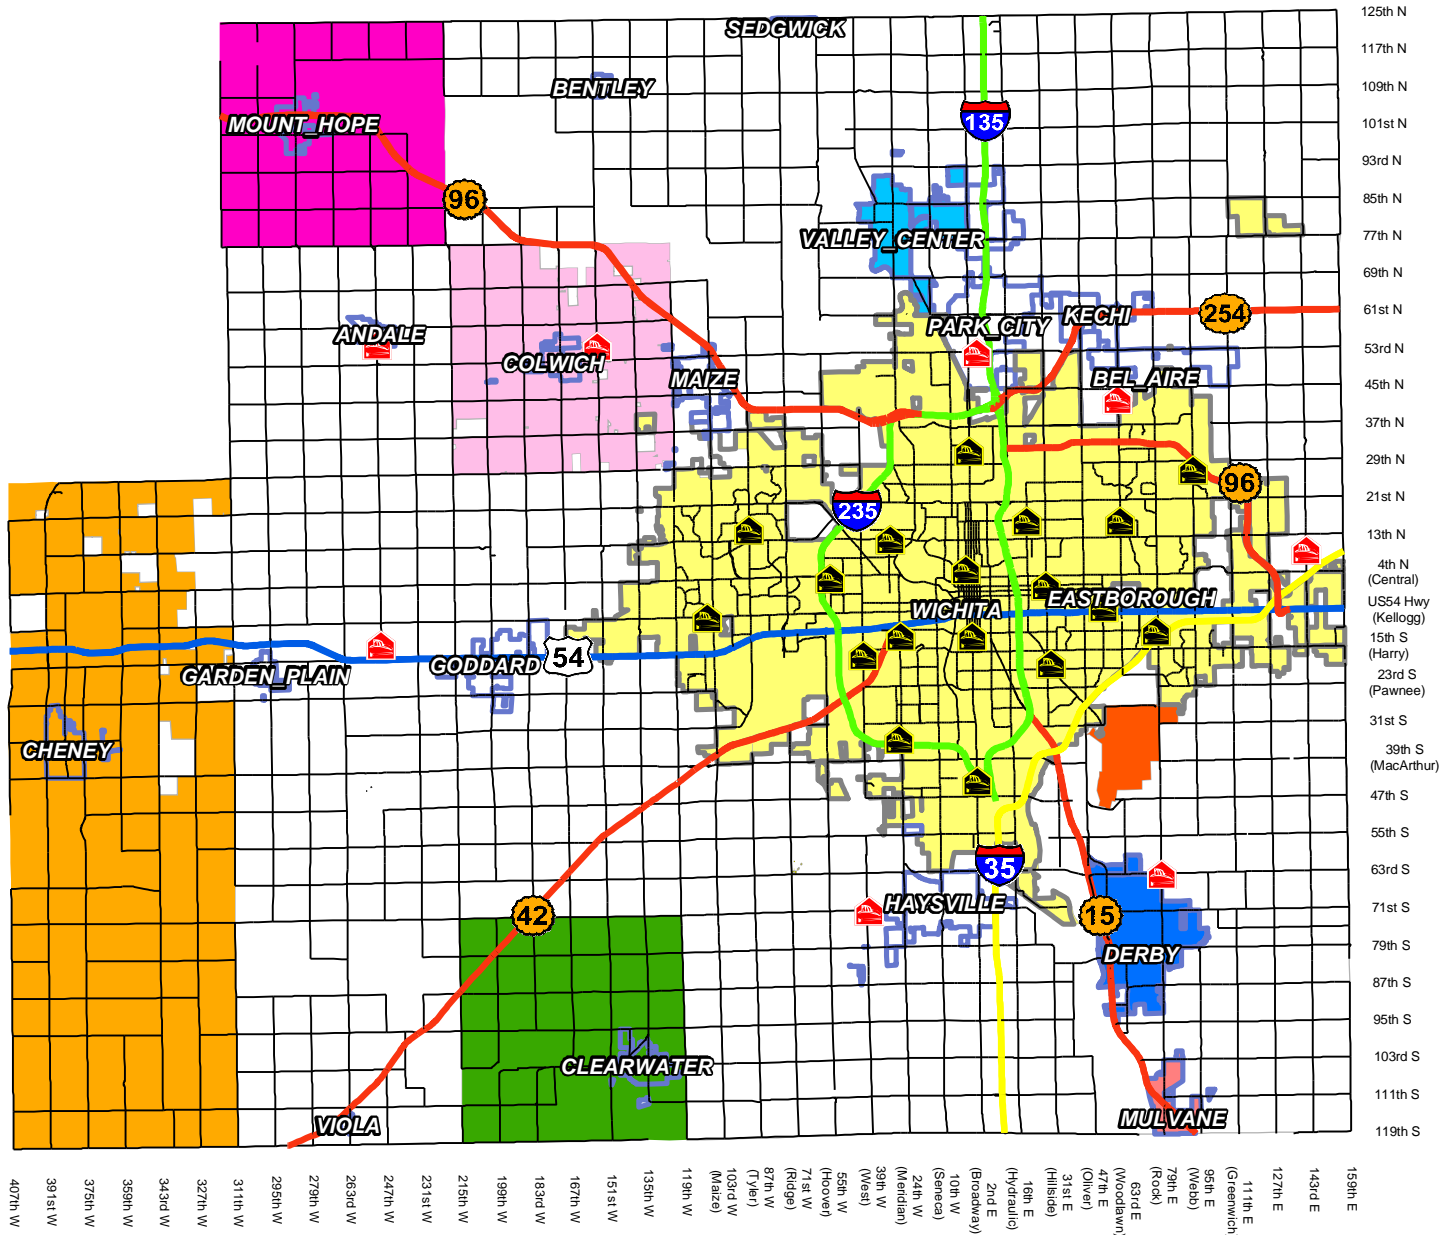 125th N
SEDGWICK
117th N
BENTLEY
109th N
MOUNT_HOPE
135
101st N
93rd N
96
85th N
VALLEY_CENTER
77th N
69th N
61st N
254
KECHI
PARK_CITY
ANDALE
53rd N
COLWICH
MAIZE
BEL_AIRE
45th N
37th N
29th N
96
21st N
235
13th N
4th N
(Central)
US54 Hwy
(Kellogg)
EASTBOROUGH
WICHITA
15th S
(Harry)
54
GODDARD
GARDEN_PLAIN
23rd S
(Pawnee)
31st S
CHENEY
39th S
(MacArthur)
47th S
55th S
35
63rd S
HAYSVILLE
71st S
42
15
79th S
DERBY
87th S
95th S
103rd S
CLEARWATER
111th S
VIOLA
MULVANE
119th S
407th W
391st W
375th W
359th W
343rd W
327th W
311th W
295th W
279th W
263rd W
247th W
231st W
215th W
199th W
183rd W
167th W
151st W
135th W
119th W
(Maize)
103rd W
(Tyler)
87th W
(Ridge)
71st W
(Hoover)
55th W
(West)
39th W
(Meridian)
24th W
(Seneca)
10th W
(Broadway)
2nd E
(Hydraulic)
16th E
(Hillside)
31st E
(Oliver)
47th E
(Woodlawn)
63rd E
(Rock)
79th E
(Webb)
95th E
(Greenwich)
111th E
127th E
143rd E
159th E